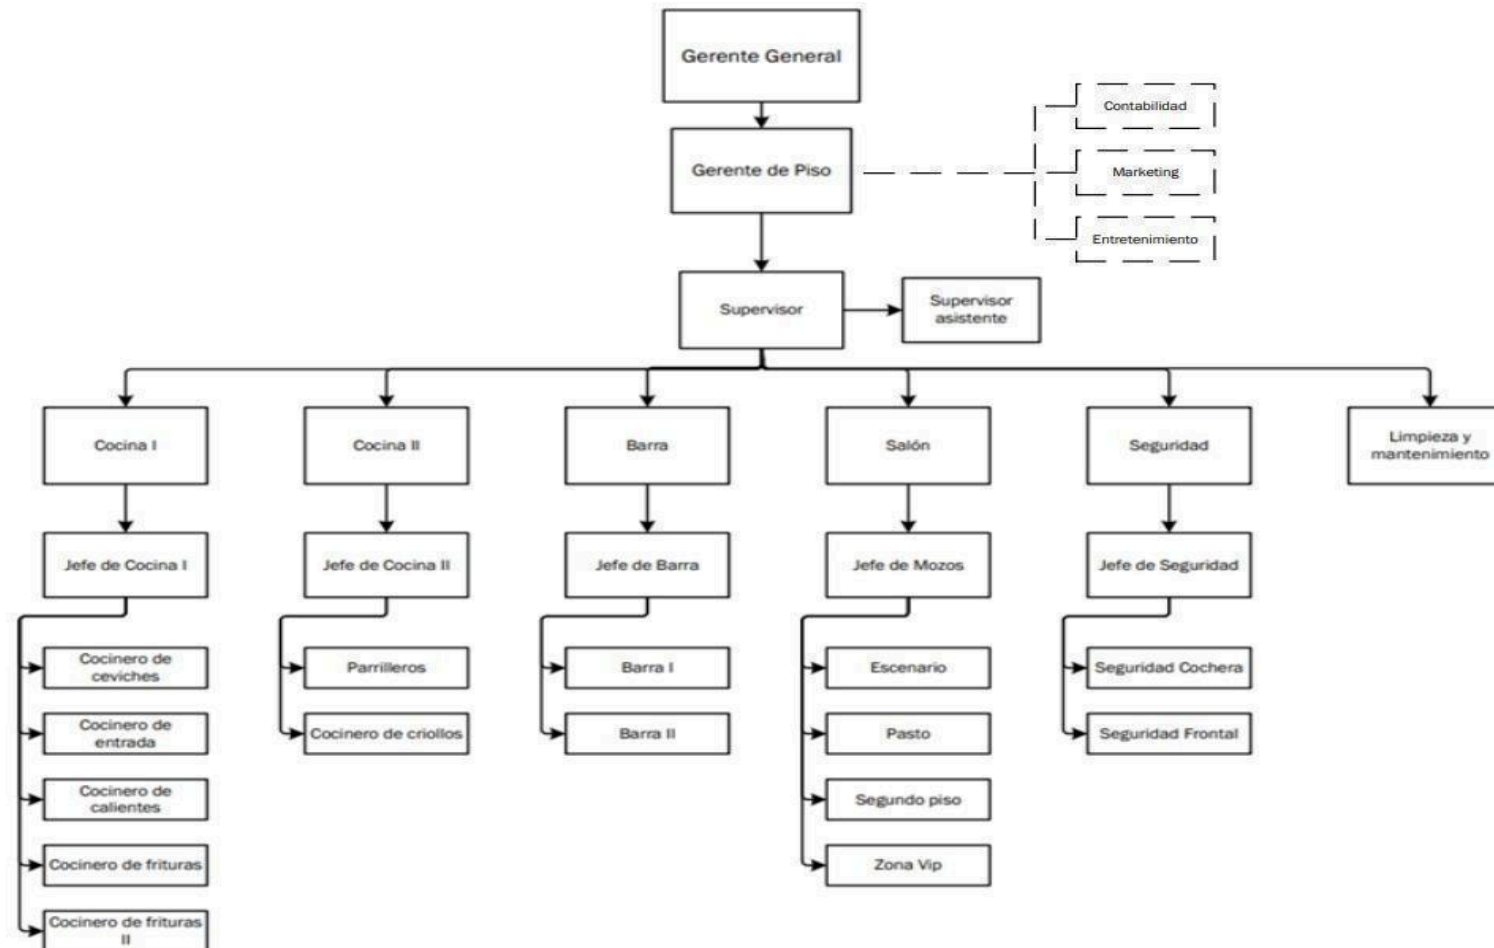 Gerente General
Contabilidad
Gerente de Piso
Marketing
Entretenimiento
Supervisor
Supervisor
asistente
Cocina I
Cocina II
Barra
Salón
Seguridad
Limpieza y
mantenimiento
Jefe de Cocina I
Jefe de Cocina II
Jefe de Barra
Jefe de Mozos
Jefe de Seguridad
Cocinero de
ceviches
Parrilleros
Barra I
Escenario
Seguridad Cochera
Cocinero de
entrada
Cocinero de criollos
Barra II
Pasto
Seguridad Frontal
Cocinero de
calientes
Segundo piso
Cocinero de frituras
Zona Vip
Cocinero de frituras
II